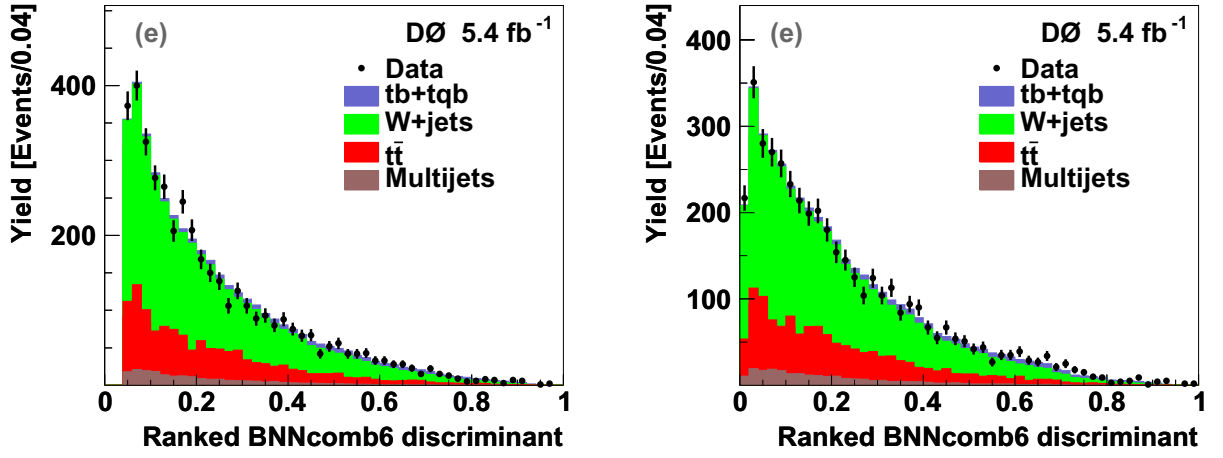 (e) DØ 5.4 fb⁻¹
Data
tb+tqb
W+jets
tt̄
Multijets
Yield [Events/0.04]
400
200
0 0.2 0.4 0.6 0.8 1
Ranked BNNcomb6 discriminant
(e) DØ 5.4 fb⁻¹
Data
tb+tqb
W+jets
tt̄
Multijets
Yield [Events/0.04]
400
300
200
100
0 0.2 0.4 0.6 0.8 1
Ranked BNNcomb6 discriminant